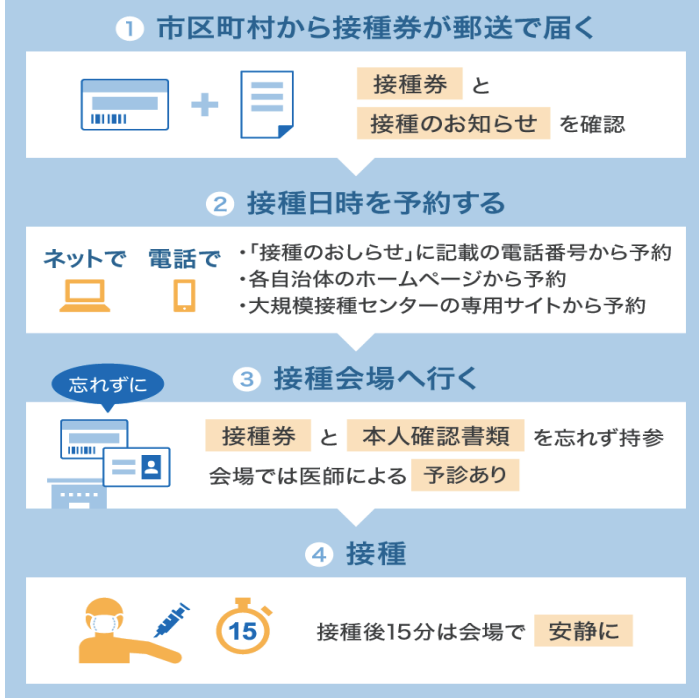 ① 市区町村から接種券が郵送で届く
接種券 と
接種のお知らせ を確認
② 接種日時を予約する
ネットで 電話で
・「接種のおしらせ」に記載の電話番号から予約
・各自治体のホームページから予約
・大規模接種センターの専用サイトから予約
③ 接種会場へ行く
忘れずに
接種券 と 本人確認書類 を忘れず持参
会場では医師による 予診あり
④ 接種
15
接種後15分は会場で 安静に